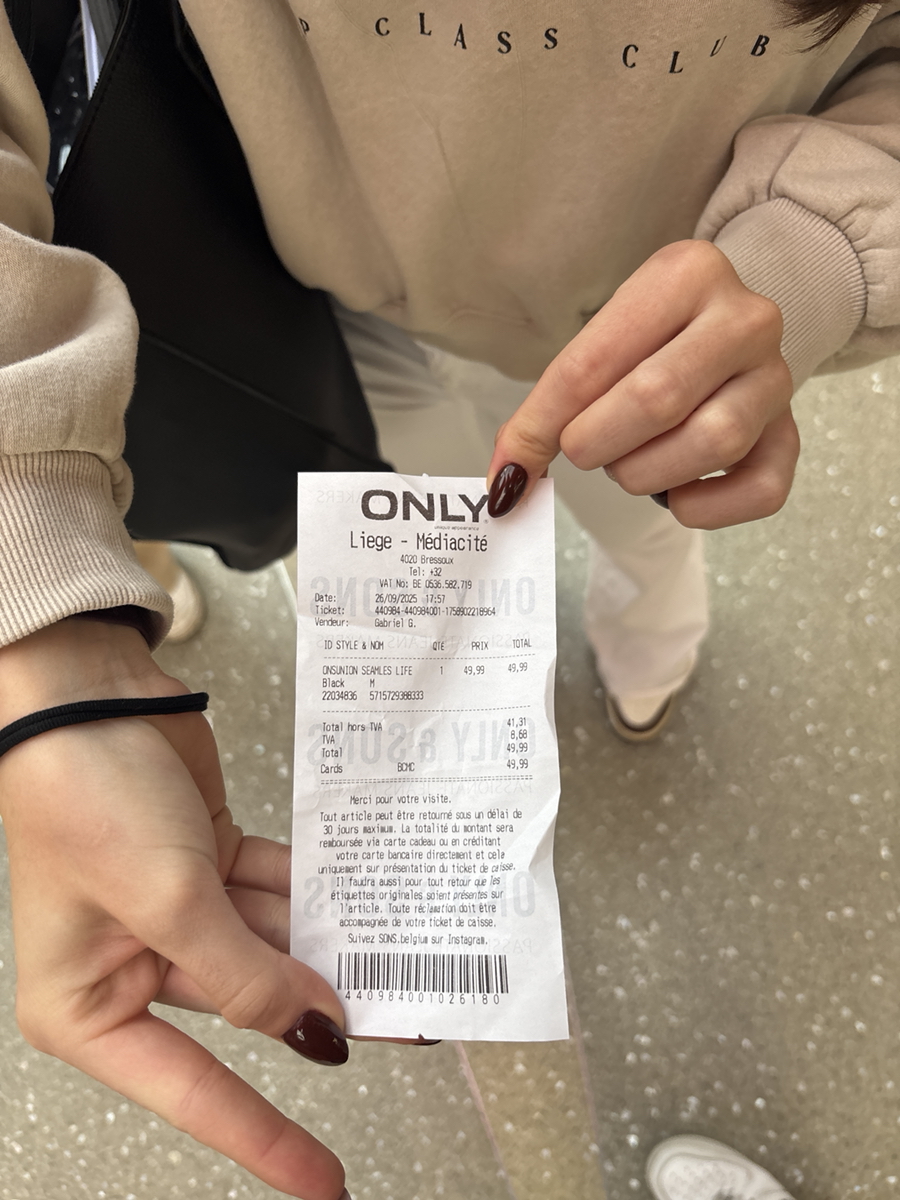 P CLASS CLUB
ONLY
Liege - Médiacité
4020 Bressoux
Tel: +32
VAT No: BE 0536.582.719
Date: 26/09/2025 17:57
Ticket: 440984-440984001-1758902218964
Vendeur: Gabriel G.
ID STYLE & NOM QTÉ PRIX TOTAL
ONSUNION SEAMLES LIFE 1 49,99 49,99
Black M
22034836 5715729388333
Total hors TVA 41,31
TVA 8,68
Total 49,99
Cards BCMC 49,99
Merci pour votre visite.
Tout article peut être retourné sous un délai de
30 jours maximum. La totalité du montant sera
remboursée via carte cadeau ou en créditant
votre carte bancaire directement et cela
uniquement sur présentation du ticket de caisse.
Il faudra aussi pour tout retour que les
étiquettes originales soient présentes sur
l'article. Toute réclamation doit être
accompagnée de votre ticket de caisse.
Suivez SONS.belgium sur Instagram.
440984001026180